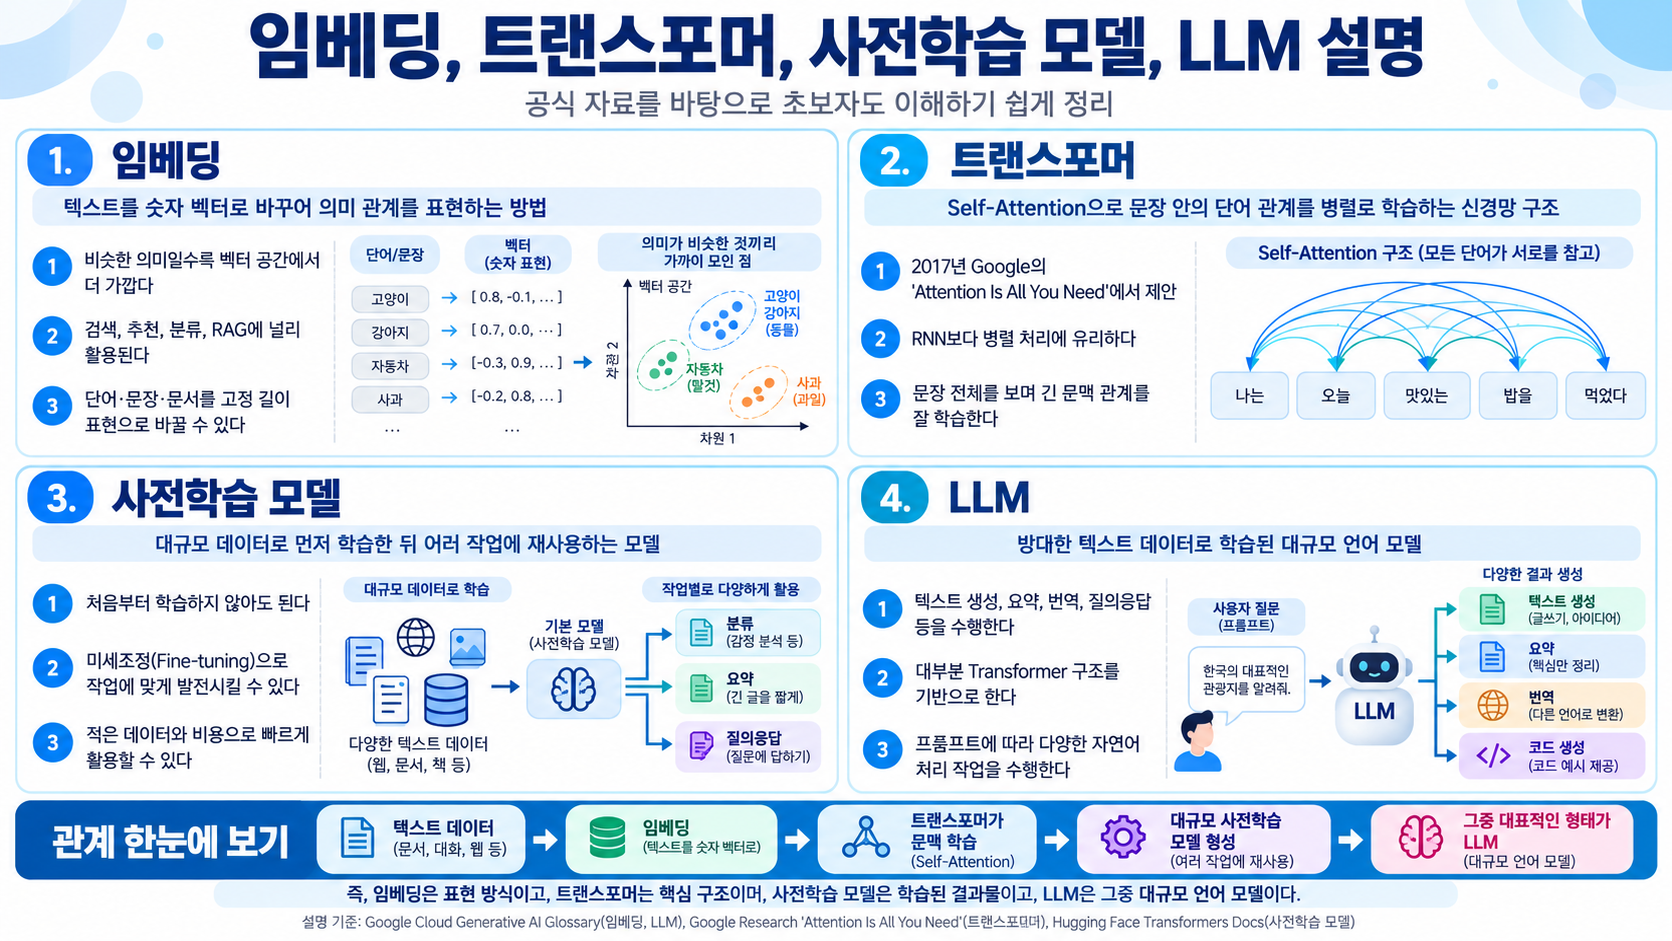 임베딩, 트랜스포머, 사전학습 모델, LLM 설명
공식 자료를 바탕으로 초보자도 이해하기 쉽게 정리
1. 임베딩
텍스트를 숫자 벡터로 바꾸어 의미 관계를 표현하는 방법
1 비슷한 의미일수록 벡터 공간에서
더 가깝다
2 검색, 추천, 분류, RAG에 널리
활용된다
3 단어·문장·문서를 고정 길이
표현으로 바꿀 수 있다
단어/문장
고양이
강아지
자동차
사과
...
벡터
(숫자 표현)
[ 0.8, -0.1, ... ]
[ 0.7, 0.0, ... ]
[-0.3, 0.9, ... ]
[-0.2, 0.8, ... ]
...
의미가 비슷한 것끼리
가까이 모인 점
벡터 공간
고양이
강아지
자동차
사과
(과일)
차원 2
차원 1
2. 트랜스포머
Self-Attention으로 문장 안의 단어 관계를 병렬로 학습하는 신경망 구조
1 2017년 Google의
'Attention Is All You Need'에서 제안
2 RNN보다 병렬 처리에 유리하다
3 문장 전체를 보며 긴 문맥 관계를
잘 학습한다
Self-Attention 구조 (모든 단어가 서로를 참고)
나는 오늘 맛있는 밥을 먹었다
3. 사전학습 모델
대규모 데이터로 먼저 학습한 뒤 여러 작업에 재사용하는 모델
1 처음부터 학습하지 않아도 된다
2 미세조정(Fine-tuning)으로
작업에 맞게 발전시킬 수 있다
3 적은 데이터와 비용으로 빠르게
활용할 수 있다
대규모 데이터로 학습
다양한 텍스트 데이터
(웹, 문서, 책 등)
기본 모델
(사전학습 모델)
작업별로 다양하게 활용
분류
(감정 분석 등)
요약
(긴 글을 짧게)
질의응답
(질문에 답하기)
4. LLM
방대한 텍스트 데이터로 학습된 대규모 언어 모델
1 텍스트 생성, 요약, 번역, 질의응답
등을 수행한다
2 대부분 Transformer 구조를
기반으로 한다
3 프롬프트에 따라 다양한 자연어
처리 작업을 수행한다
사용자 질문
(프롬프트)
한국의 대표적인
관광지를 알려줘.
LLM
다양한 결과 생성
텍스트 생성
(글쓰기, 아이디어)
요약
(핵심만 정리)
번역
(다른 언어로 변환)
코드 생성
(코드 예시 제공)
관계 한눈에 보기
텍스트 데이터
(문서, 대화, 웹 등)
임베딩
(텍스트를 숫자 벡터로)
트랜스포머가
문맥 학습
(Self-Attention)
대규모 사전학습
모델 형성
(여러 작업에 재사용)
그중 대표적인 형태가
LLM
(대규모 언어 모델)
즉, 임베딩은 표현 방식이고, 트랜스포머는 핵심 구조이며, 사전학습 모델은 학습된 결과물이고, LLM은 그중 대규모 언어 모델이다.
설명 기준: Google Cloud Generative AI Glossary(임베딩, LLM), Google Research 'Attention Is All You Need'(트랜스포머), Hugging Face Transformers Docs(사전학습 모델)